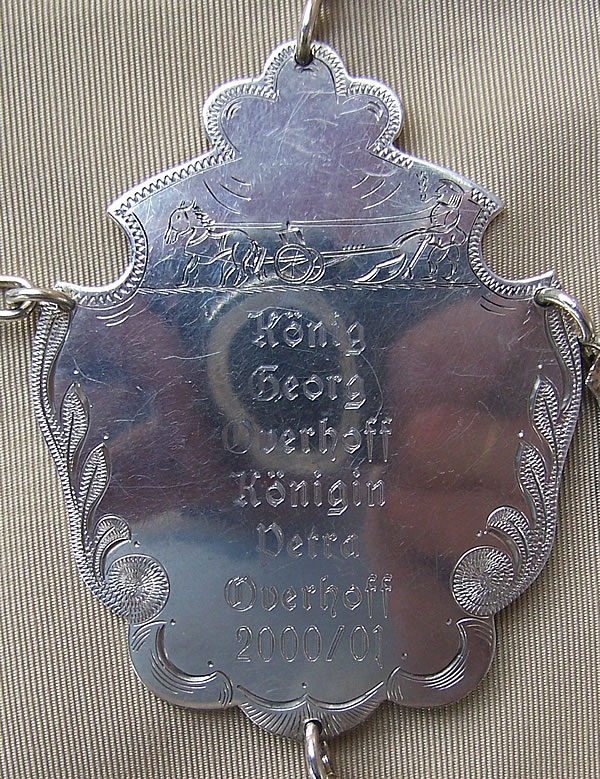 König
Georg
Overhoff
Königin
Petra
Overhoff
2000/01